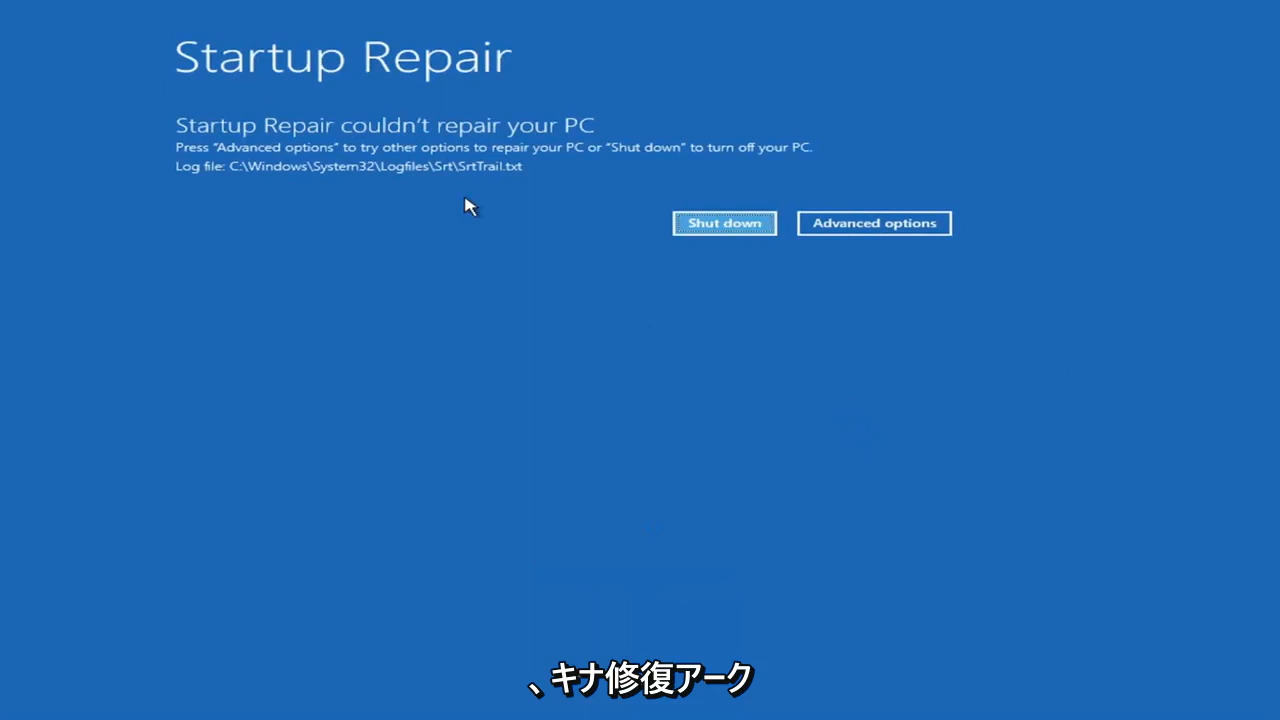 Startup Repair
Startup Repair couldn't repair your PC
Press “Advanced options” to try other options to repair your PC or “Shut down” to turn off your PC.
Log file: C:\Windows\System32\Logfiles\Srt\SrtTrail.txt
Shut down
Advanced options
、キナ修復アーク